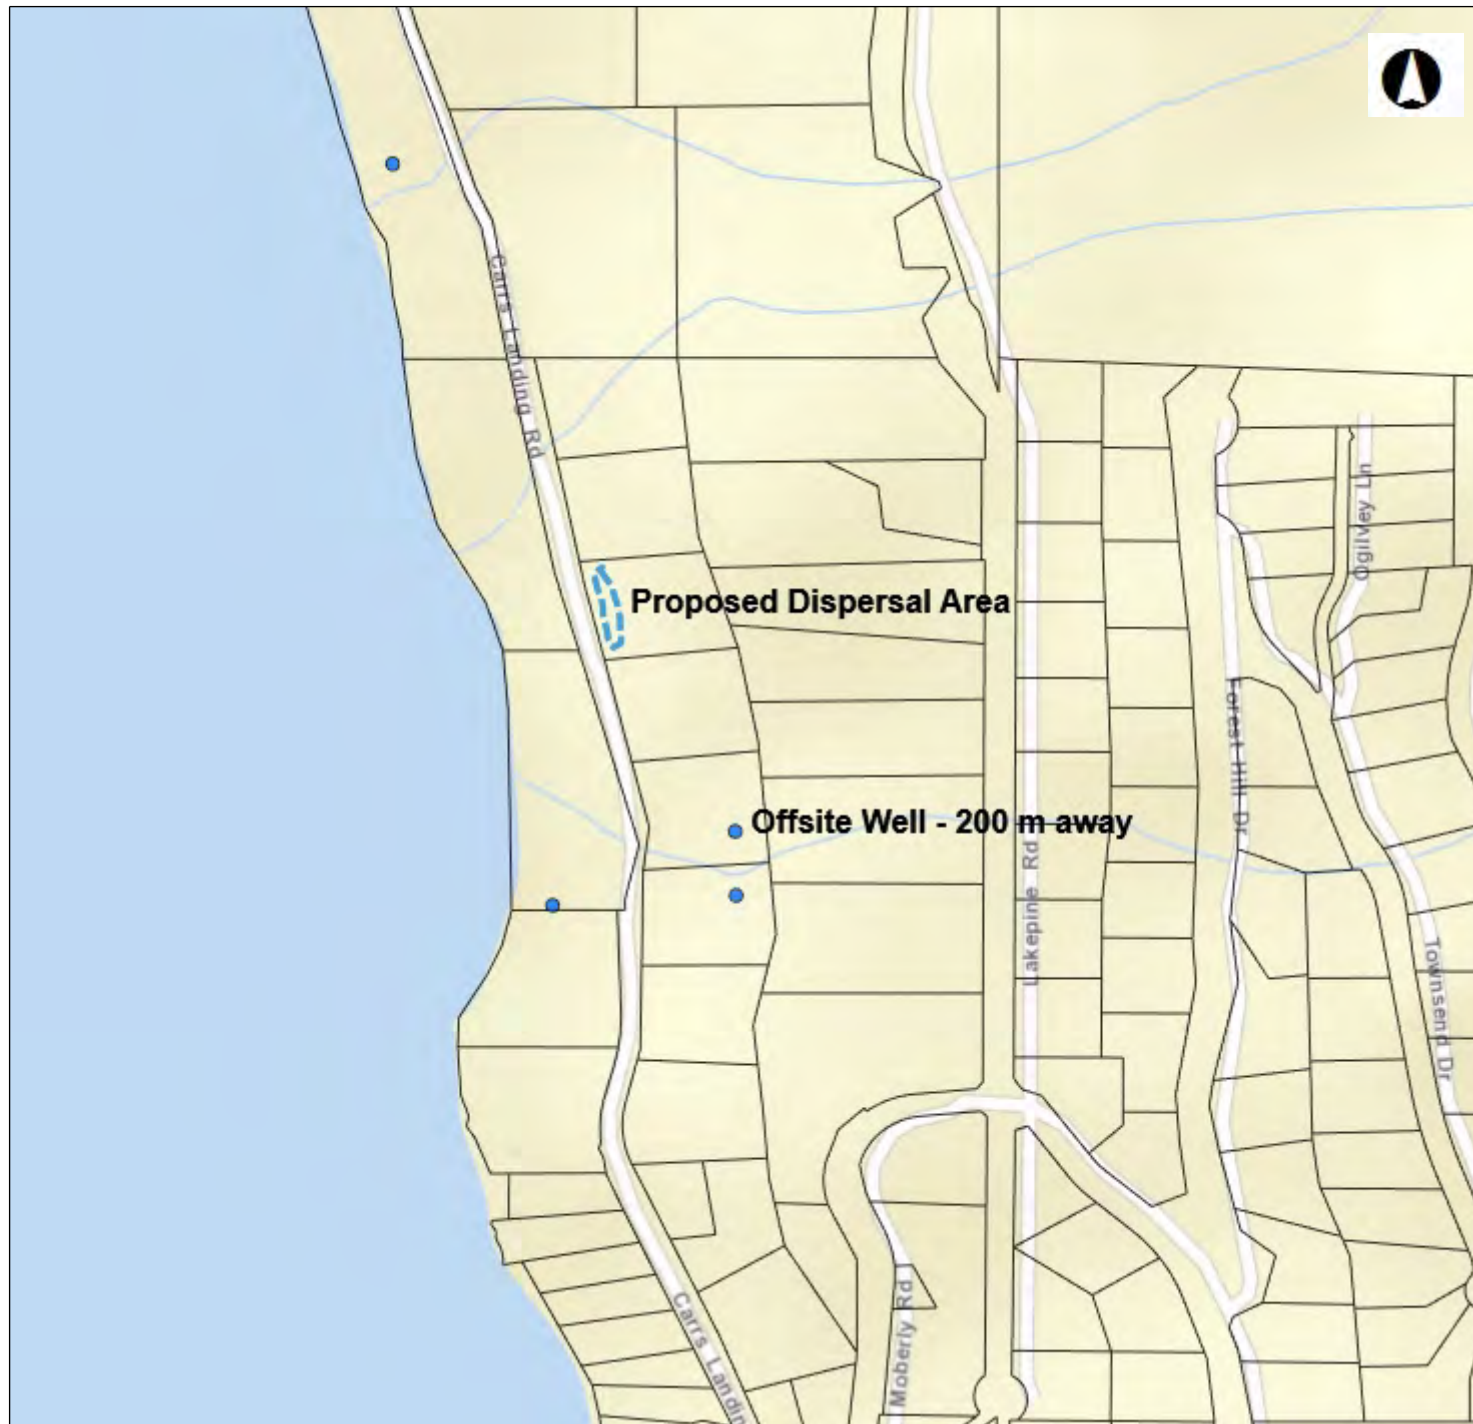 Carrs Landing Rd
Ogilvey Ln
Proposed Dispersal Area
Forest Hill Dr
Offsite Well - 200 m away
Lakepine Rd
Townsend Dr
Moberly Rd
Carrs Landin